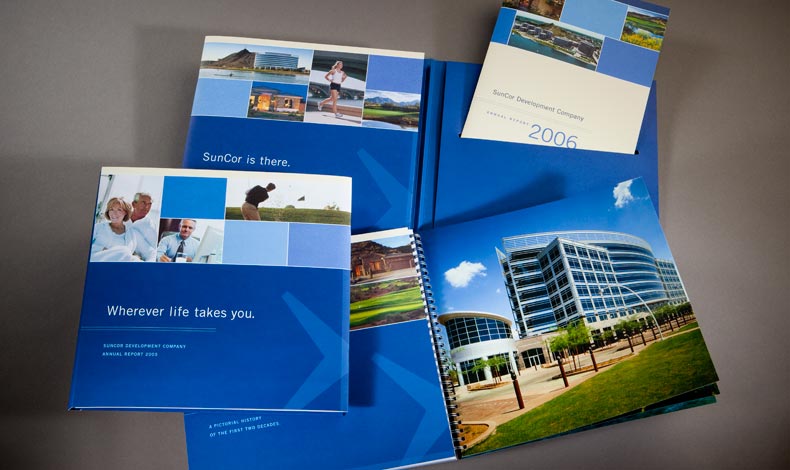 SunCor Development Company
ANNUAL REPORT 2006
SunCor is there.
Wherever life takes you.
SUNCOR DEVELOPMENT COMPANY
ANNUAL REPORT 2005
A PICTORIAL HISTORY
OF THE FIRST TWO DECADES.